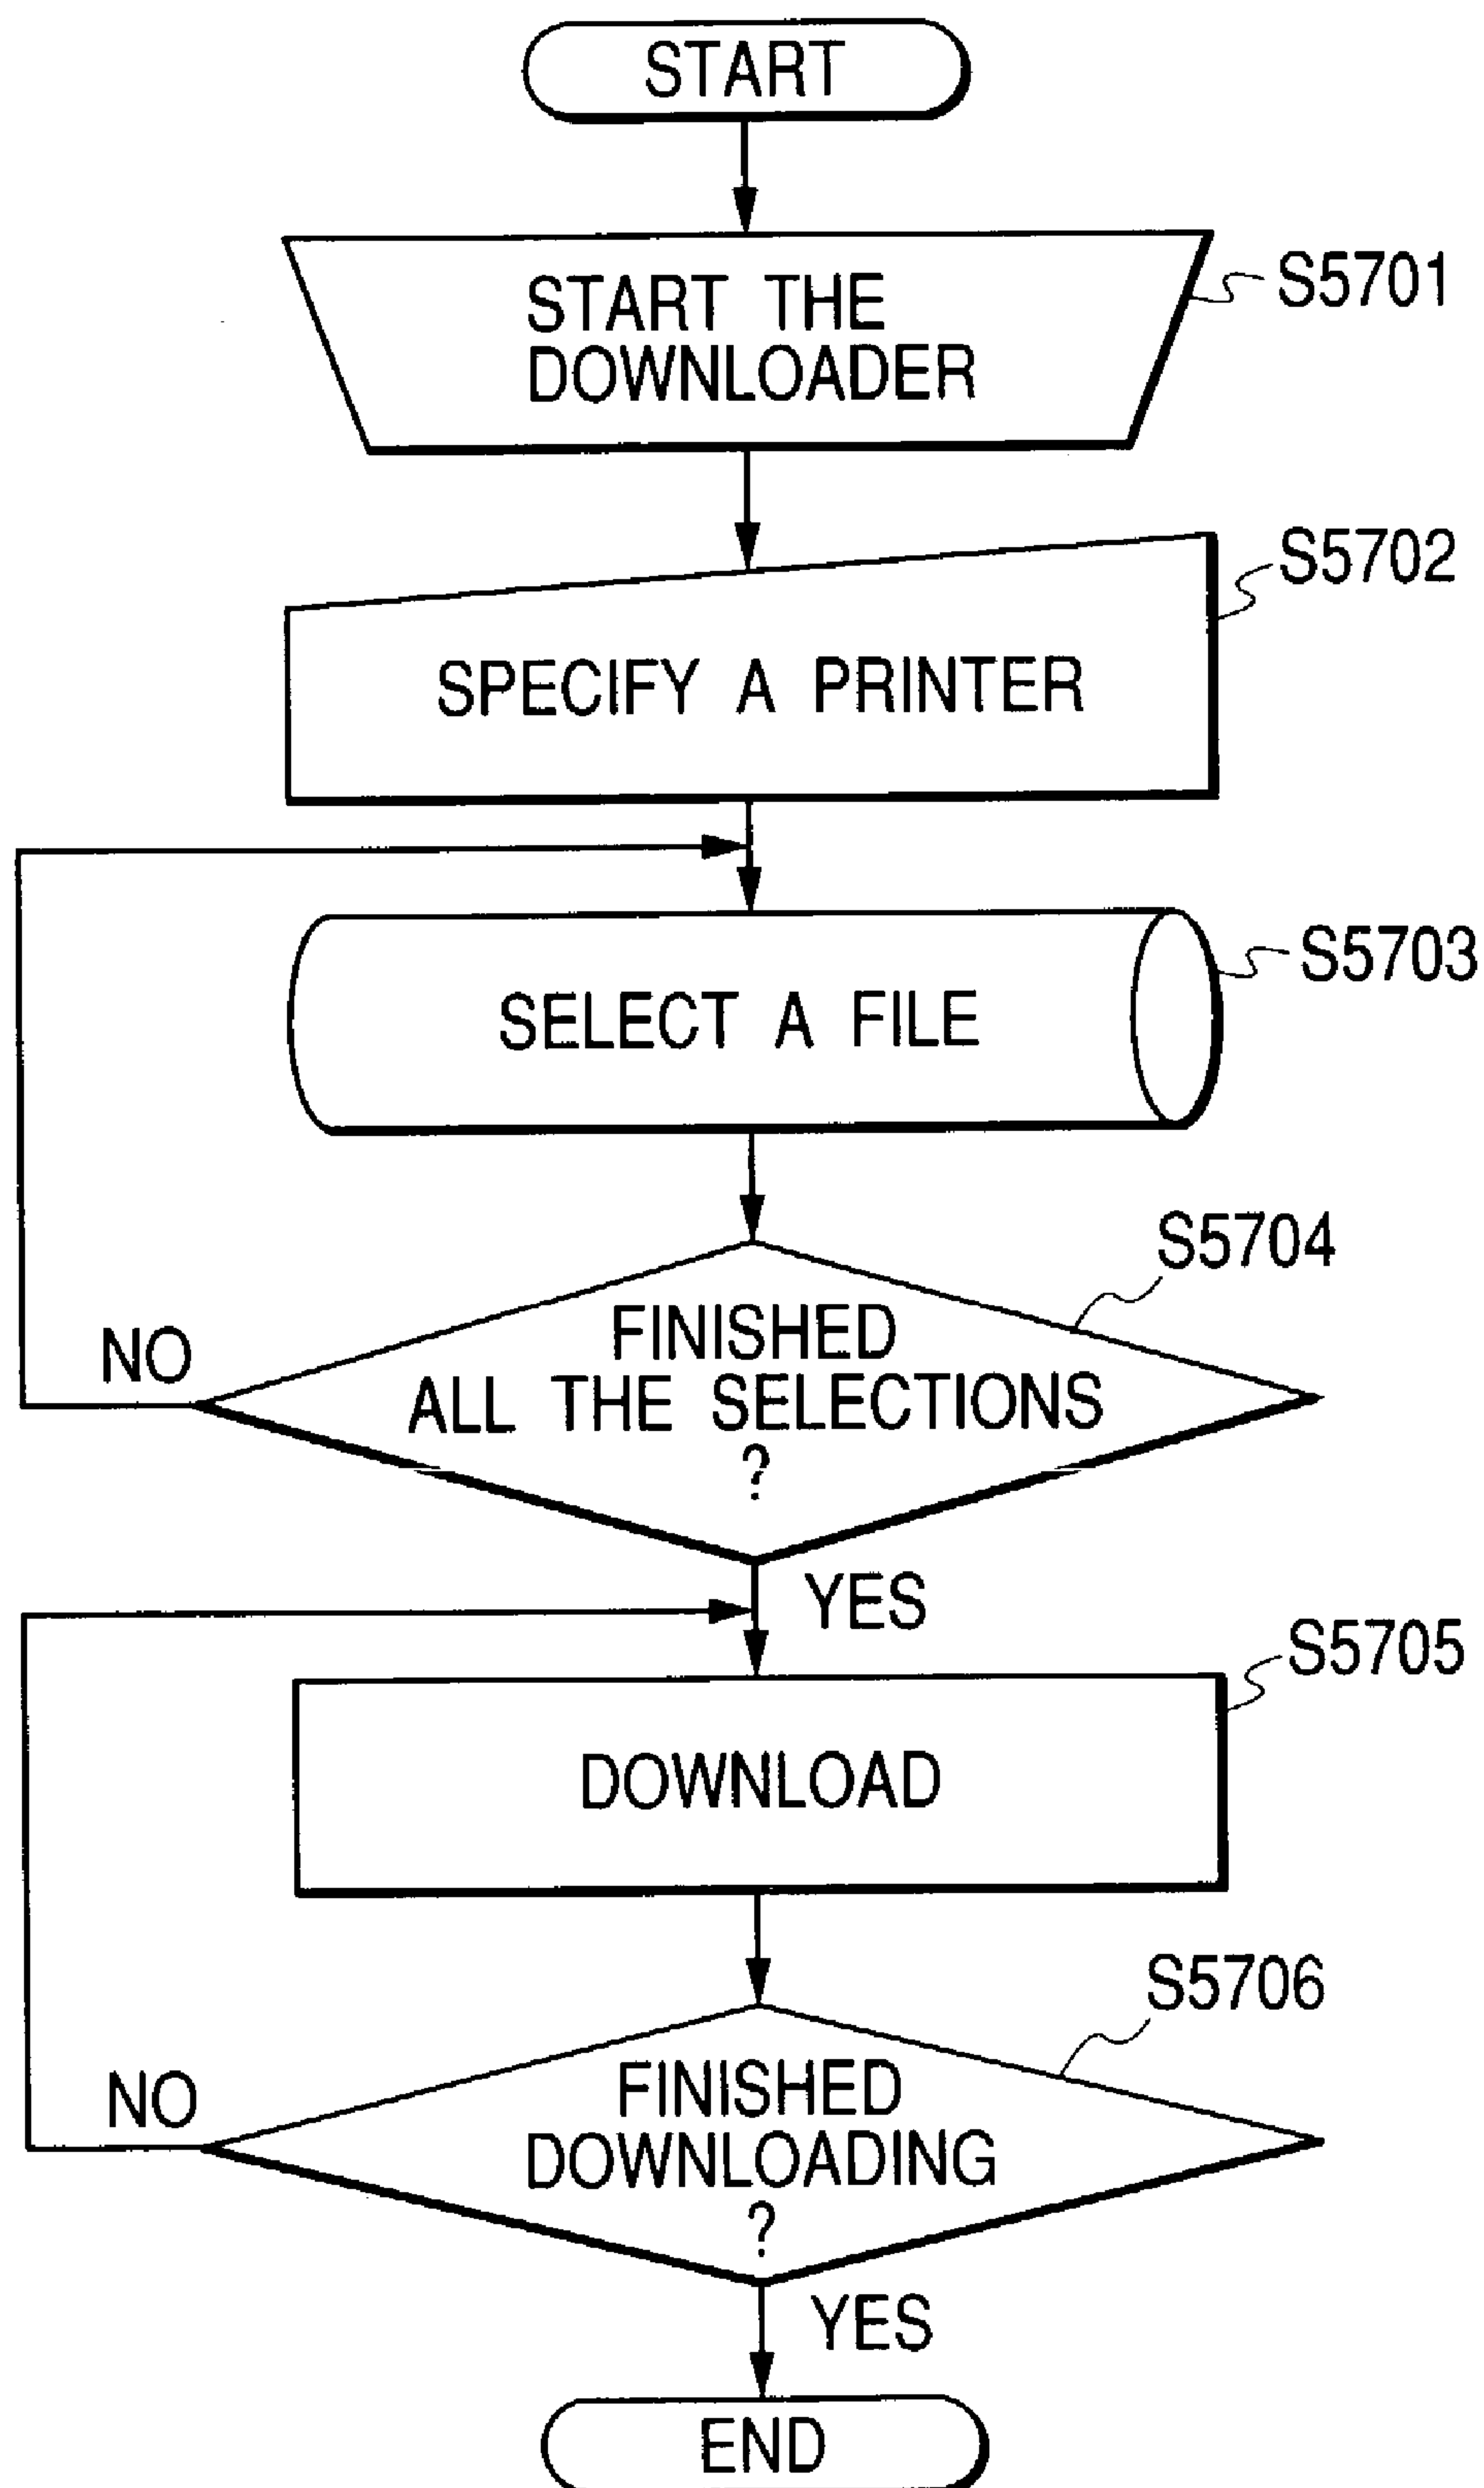 START
START THE
DOWNLOADER
S5701
S5702
SPECIFY A PRINTER
S5703
SELECT A FILE
S5704
FINISHED
ALL THE SELECTIONS
?
NO
YES
S5705
DOWNLOAD
S5706
FINISHED
DOWNLOADING
?
NO
YES
END